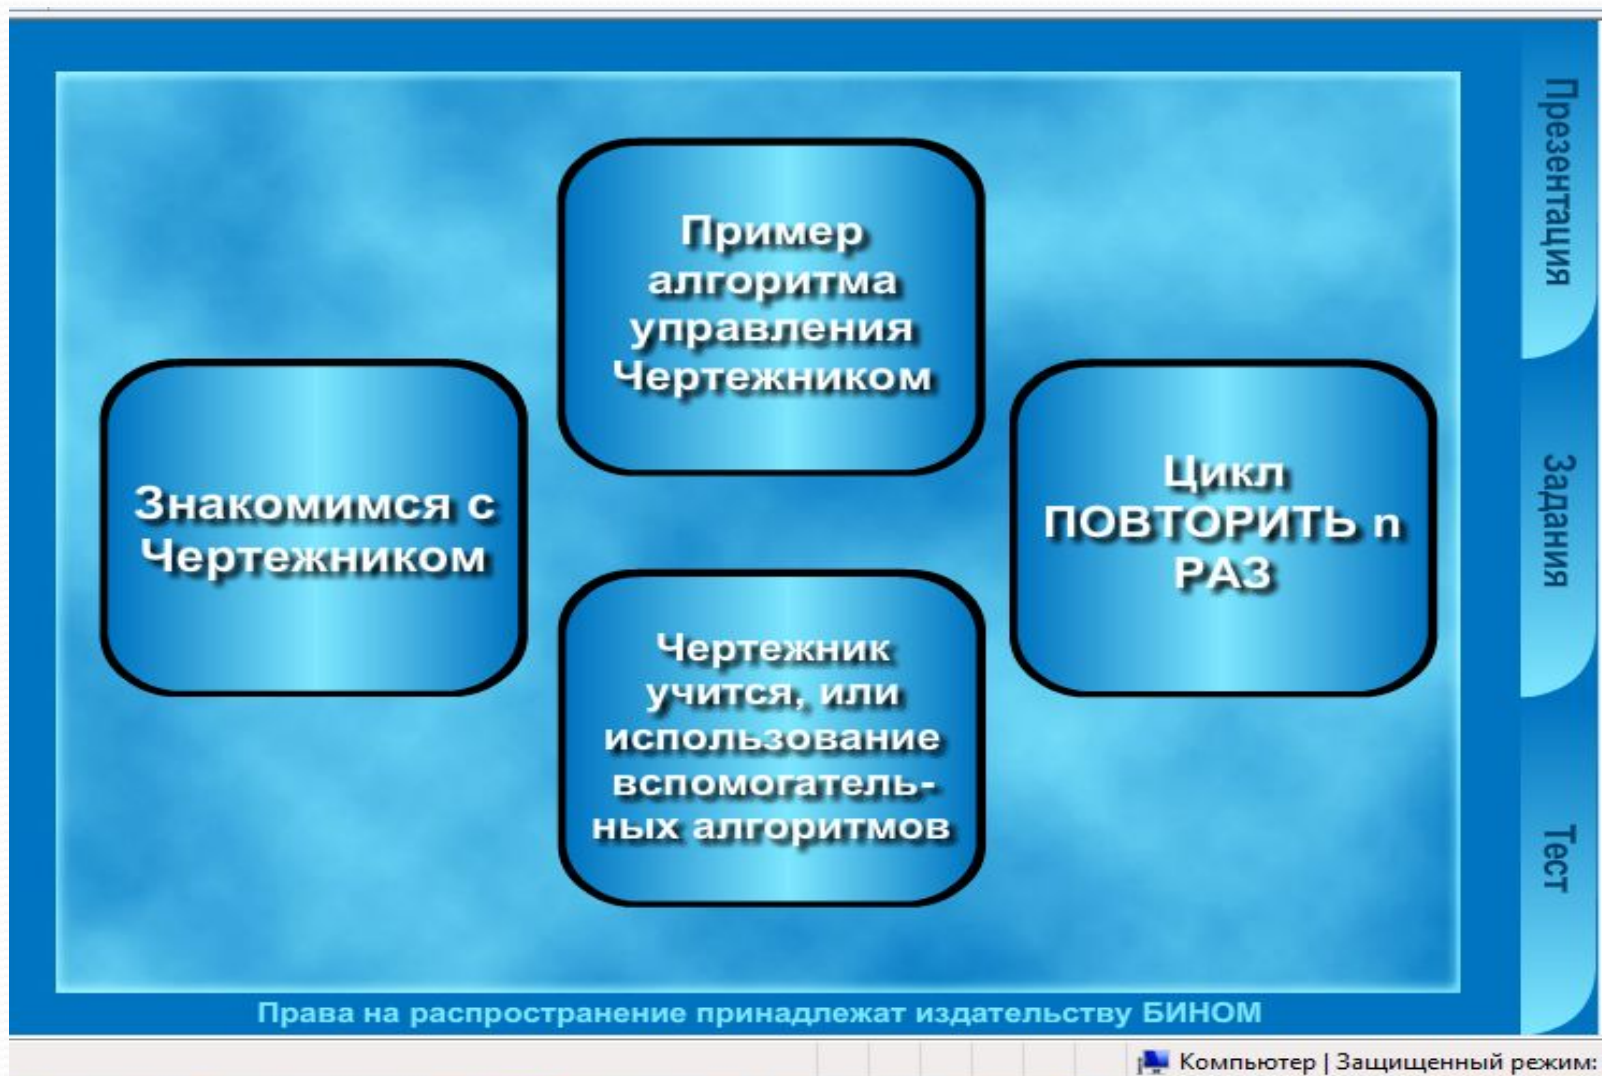 Пример
алгоритма
управления
Чертежником
Знакомимся с
Чертежником
Цикл
ПОВТОРИТЬ n
РАЗ
Чертежник
учится, или
использование
вспомогатель-
ных алгоритмов
Презентация
Задания
Тест
Права на распространение принадлежат издательству БИНОМ
Компьютер | Защищенный режим: